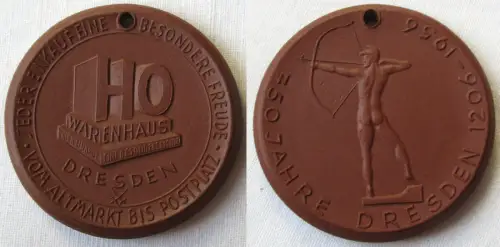 JEDER EINKAUF EINE BESONDERE FREUDE
HO
WARENHAUS
DRESDEN
· VOM ALTMARKT BIS POSTPLATZ ·
750 JAHRE DRESDEN 1206 - 1956